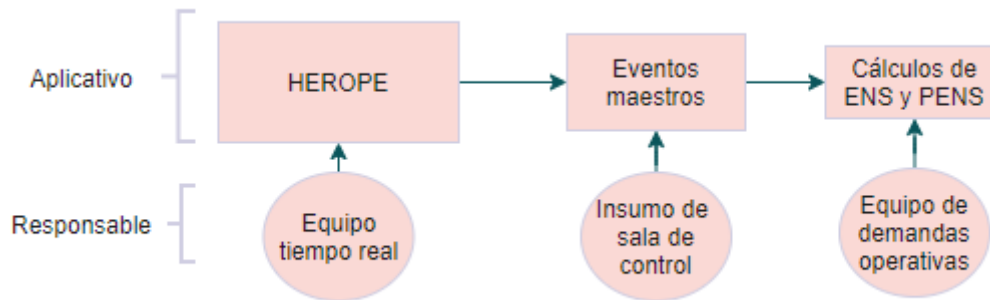 Aplicativo
HEROPE
Eventos
maestros
Cálculos de
ENS y PENS
Responsable
Equipo
tiempo real
Insumo de
sala de
control
Equipo de
demandas
operativas